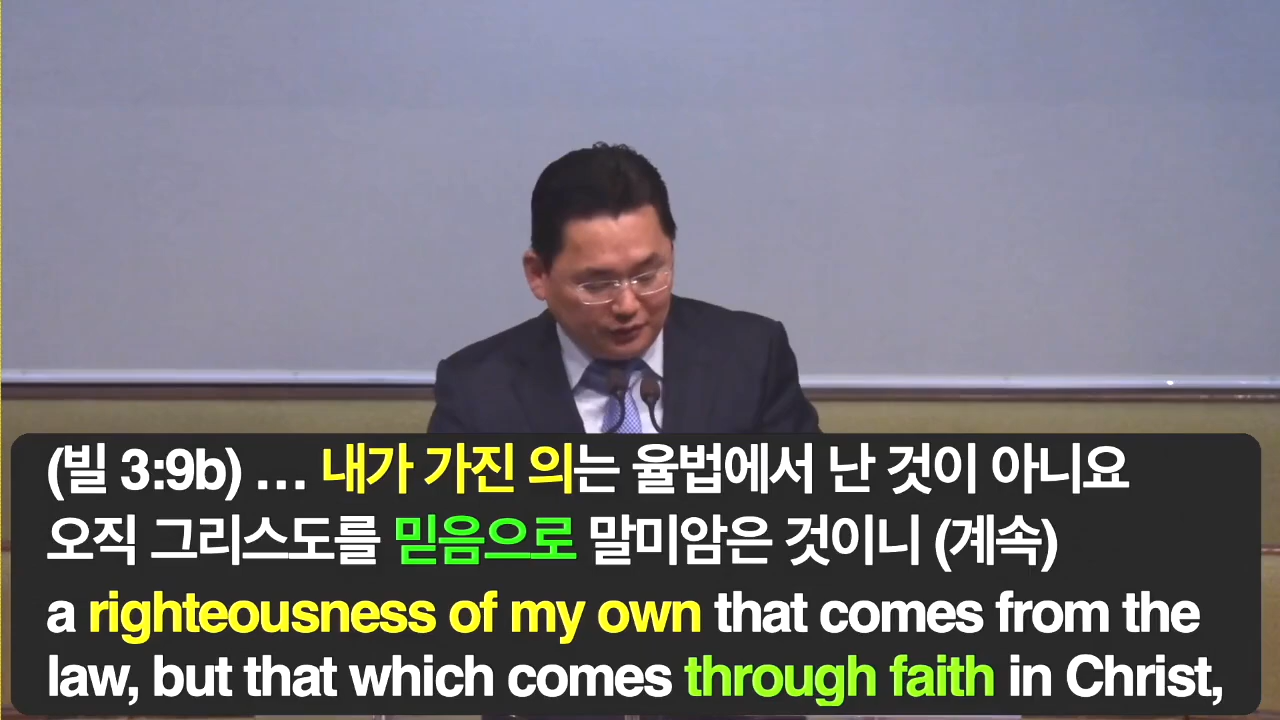 (빌 3:9b) … 내가 가진 의는 율법에서 난 것이 아니요
오직 그리스도를 믿음으로 말미암은 것이니 (계속)
a righteousness of my own that comes from the
law, but that which comes through faith in Christ,